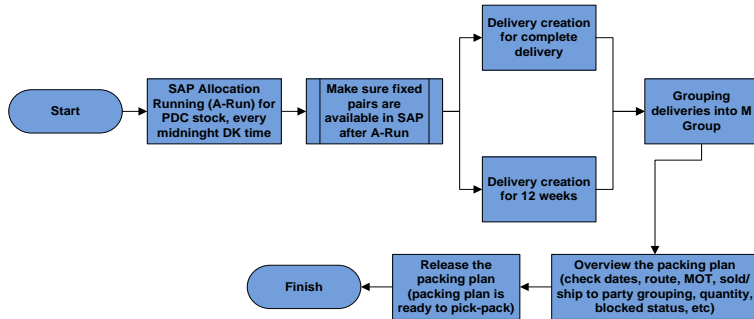 Start
SAP Allocation
Running (A-Run) for
PDC stock, every
midninght DK time
Make sure fixed
pairs are
available in SAP
after A-Run
Delivery creation
for complete
delivery
Delivery creation
for 12 weeks
Grouping
deliveries into M
Group
Overview the packing plan
(check dates, route, MOT, sold/
ship to party grouping, quantity,
blocked status, etc)
Release the
packing plan
(packing plan is
ready to pick-pack)
Finish